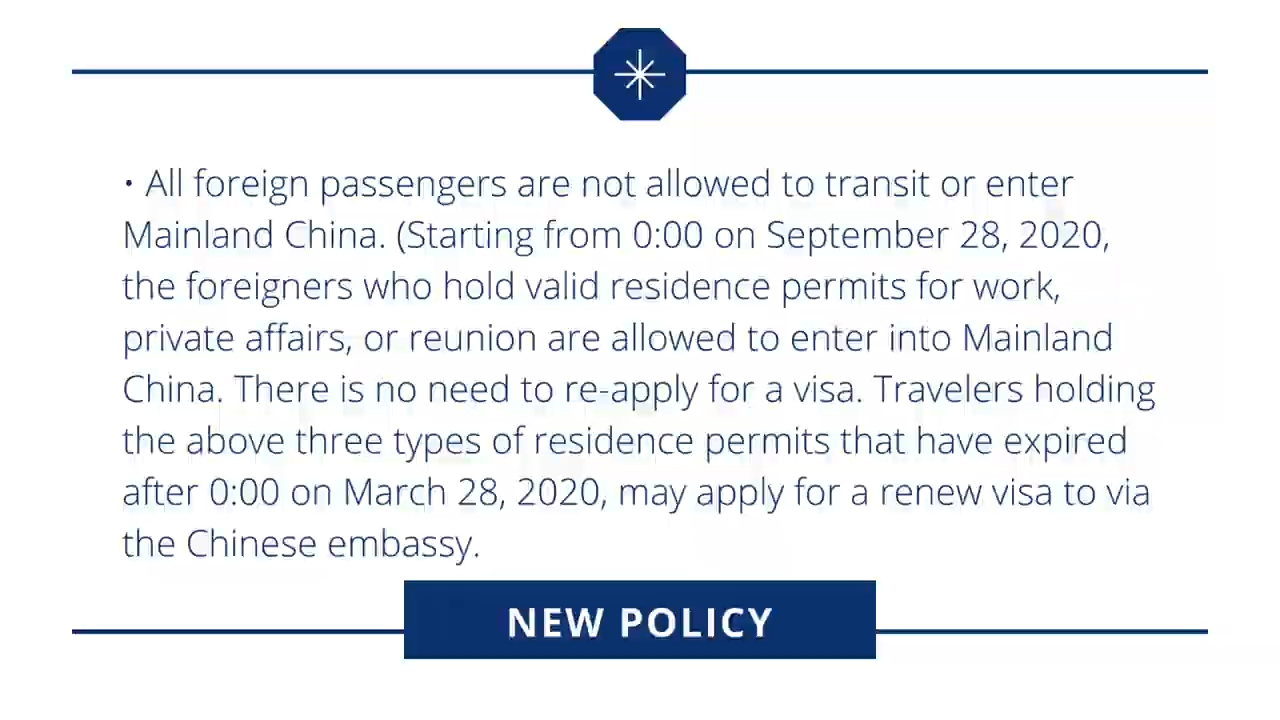 • All foreign passengers are not allowed to transit or enter
Mainland China. (Starting from 0:00 on September 28, 2020,
the foreigners who hold valid residence permits for work,
private affairs, or reunion are allowed to enter into Mainland
China. There is no need to re-apply for a visa. Travelers holding
the above three types of residence permits that have expired
after 0:00 on March 28, 2020, may apply for a renew visa to via
the Chinese embassy.
NEW POLICY